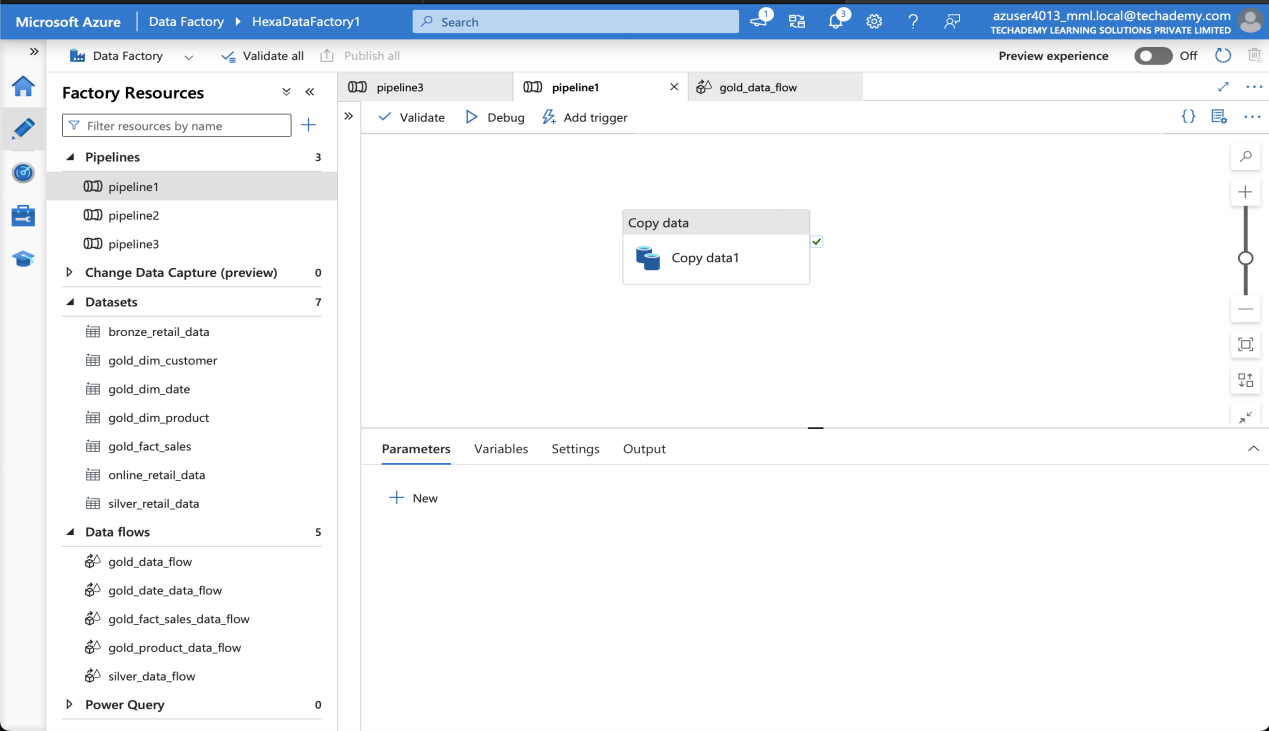 Microsoft Azure
Data Factory
HexaDataFactory1
Search
1
3
azuser4013_mml.local@techademy.com
TECHADEMY LEARNING SOLUTIONS PRIVATE LIMITED
Data Factory
Validate all
Publish all
Preview experience
Off
Factory Resources
Filter resources by name
Pipelines 3
pipeline1
pipeline2
pipeline3
Change Data Capture (preview) 0
Datasets 7
bronze_retail_data
gold_dim_customer
gold_dim_date
gold_dim_product
gold_fact_sales
online_retail_data
silver_retail_data
Data flows 5
gold_data_flow
gold_date_data_flow
gold_fact_sales_data_flow
gold_product_data_flow
silver_data_flow
Power Query 0
pipeline3
pipeline1
gold_data_flow
Validate
Debug
Add trigger
Copy data
Copy data1
Parameters
Variables
Settings
Output
New